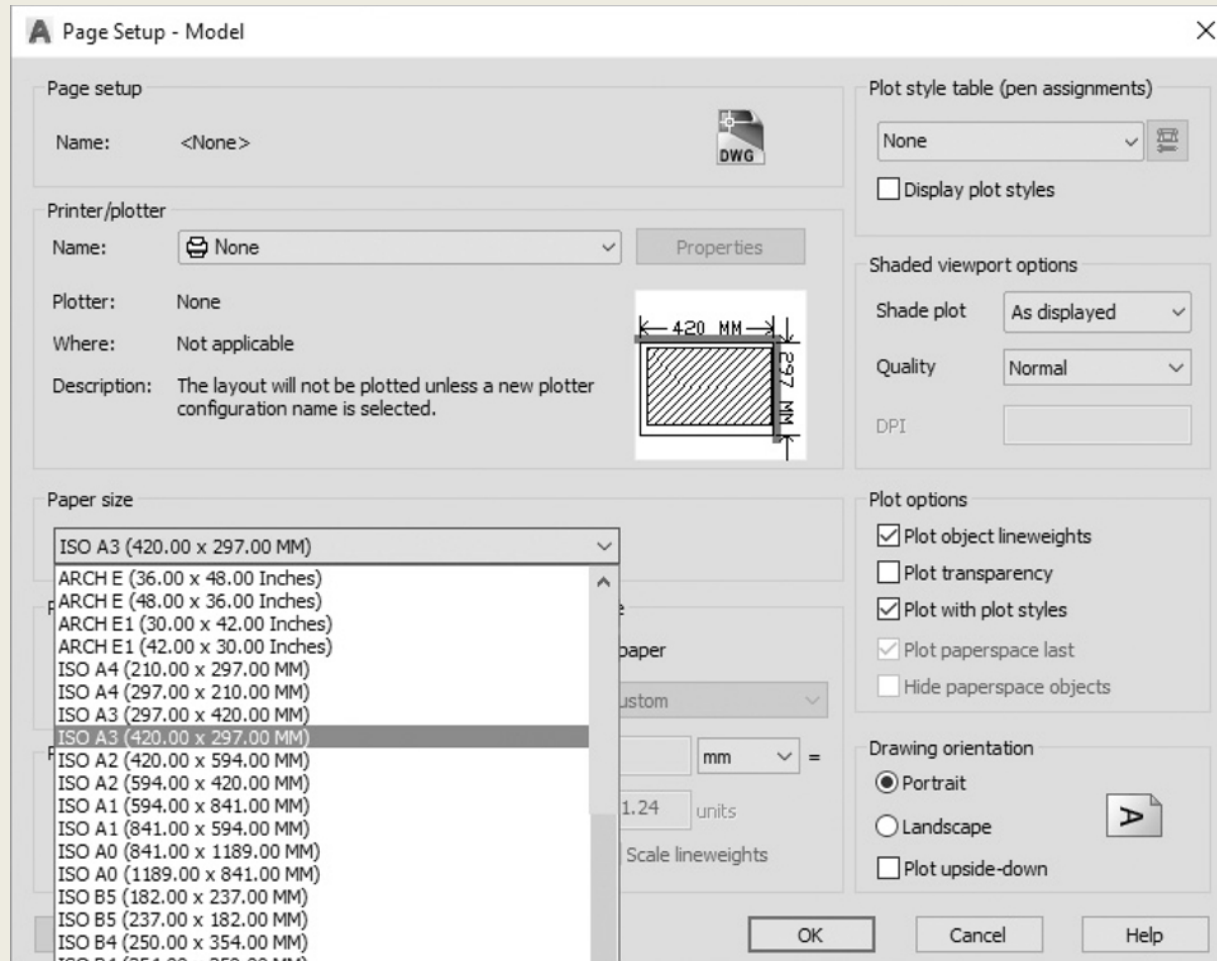 Page Setup - Model
Page setup
Name: <None>
DWG
Printer/plotter
Name: None
Properties
Plotter: None
Where: Not applicable
Description: The layout will not be plotted unless a new plotter
configuration name is selected.
420 MM
297 MM
Paper size
ISO A3 (420.00 x 297.00 MM)
ARCH E (36.00 x 48.00 Inches)
ARCH E (48.00 x 36.00 Inches)
ARCH E1 (30.00 x 42.00 Inches)
ARCH E1 (42.00 x 30.00 Inches)
ISO A4 (210.00 x 297.00 MM)
ISO A4 (297.00 x 210.00 MM)
ISO A3 (297.00 x 420.00 MM)
ISO A3 (420.00 x 297.00 MM)
ISO A2 (420.00 x 594.00 MM)
ISO A2 (594.00 x 420.00 MM)
ISO A1 (594.00 x 841.00 MM)
ISO A1 (841.00 x 594.00 MM)
ISO A0 (841.00 x 1189.00 MM)
ISO A0 (1189.00 x 841.00 MM)
ISO B5 (182.00 x 237.00 MM)
ISO B5 (237.00 x 182.00 MM)
ISO B4 (250.00 x 354.00 MM)
paper
ustom
mm =
1.24 units
Scale lineweights
Plot style table (pen assignments)
None
Display plot styles
Shaded viewport options
Shade plot As displayed
Quality Normal
DPI
Plot options
Plot object lineweights
Plot transparency
Plot with plot styles
Plot paperspace last
Hide paperspace objects
Drawing orientation
Portrait
A
Landscape
Plot upside-down
OK Cancel Help